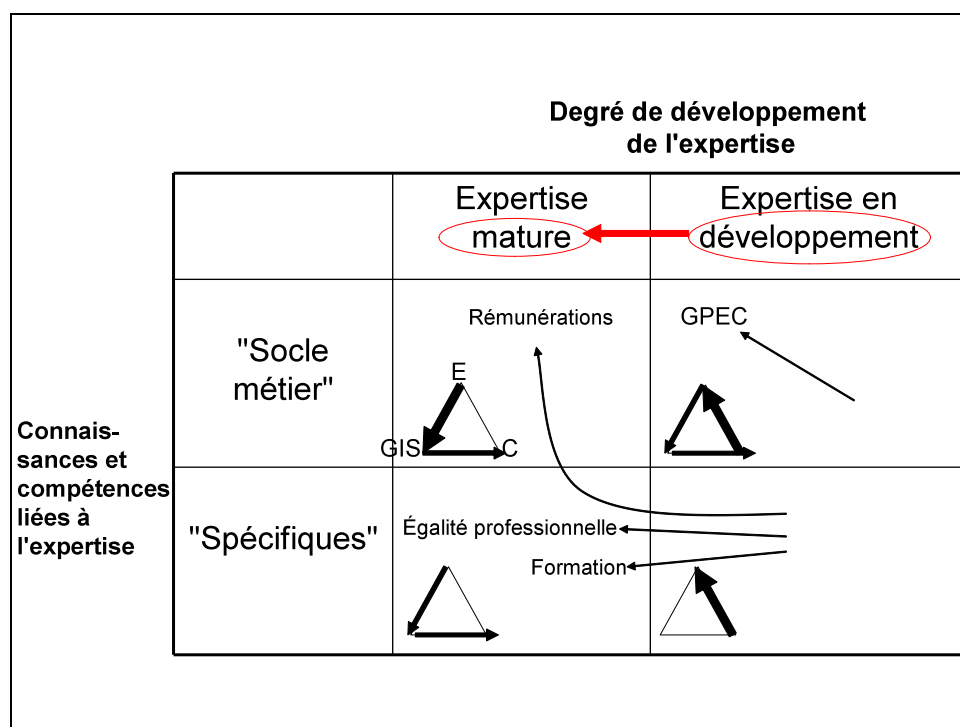 Degré de développement
de l'expertise
Expertise
mature
Expertise en
développement
"Socle
métier"
Rémunérations
GPEC
E
GIS
C
Connais-
sances et
compétences
liées à
l'expertise
"Spécifiques"
Égalité professionnelle
Formation